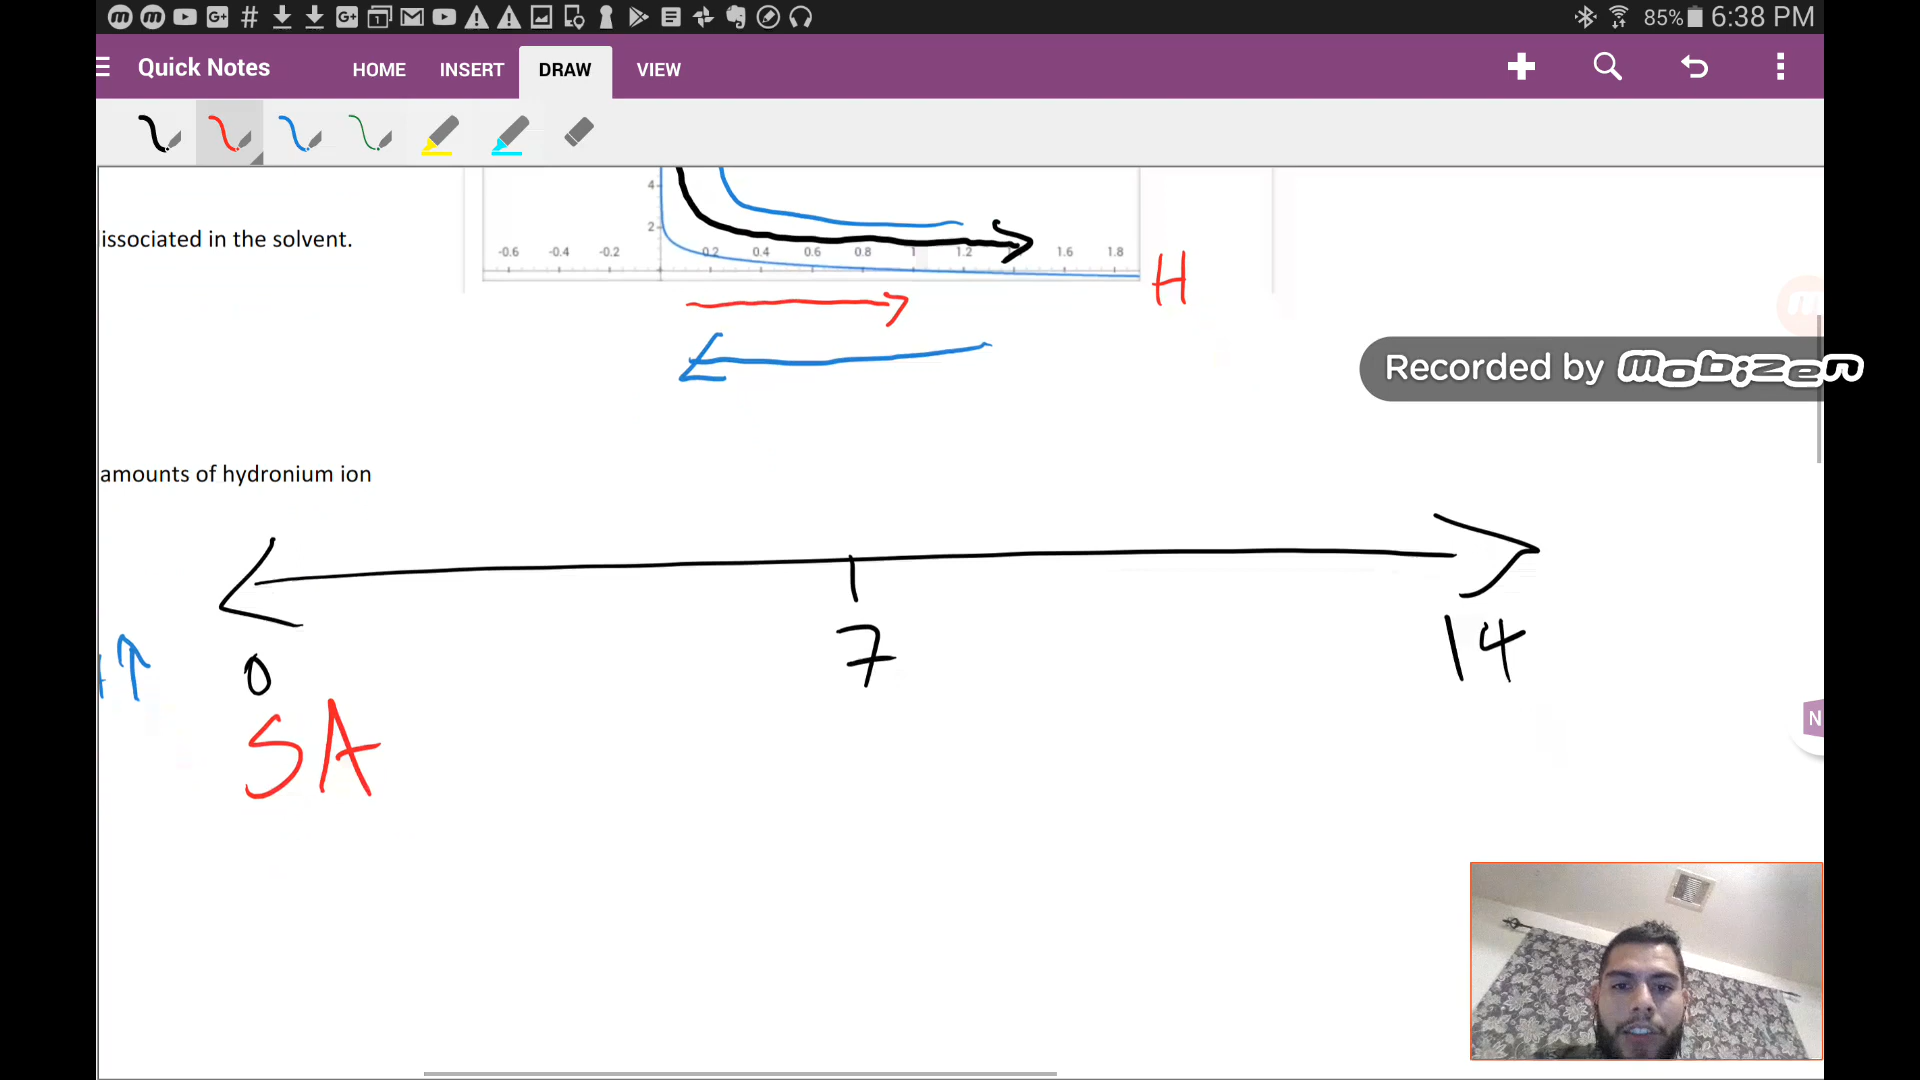 85% 6:38 PM
Quick Notes HOME INSERT DRAW VIEW
4
2
-0.6 -0.4 -0.2 0.2 0.4 0.6 0.8 1 1.2 1.6 1.8
issociated in the solvent.
H
Recorded by mobizen
amounts of hydronium ion
0 7 14
SA
N